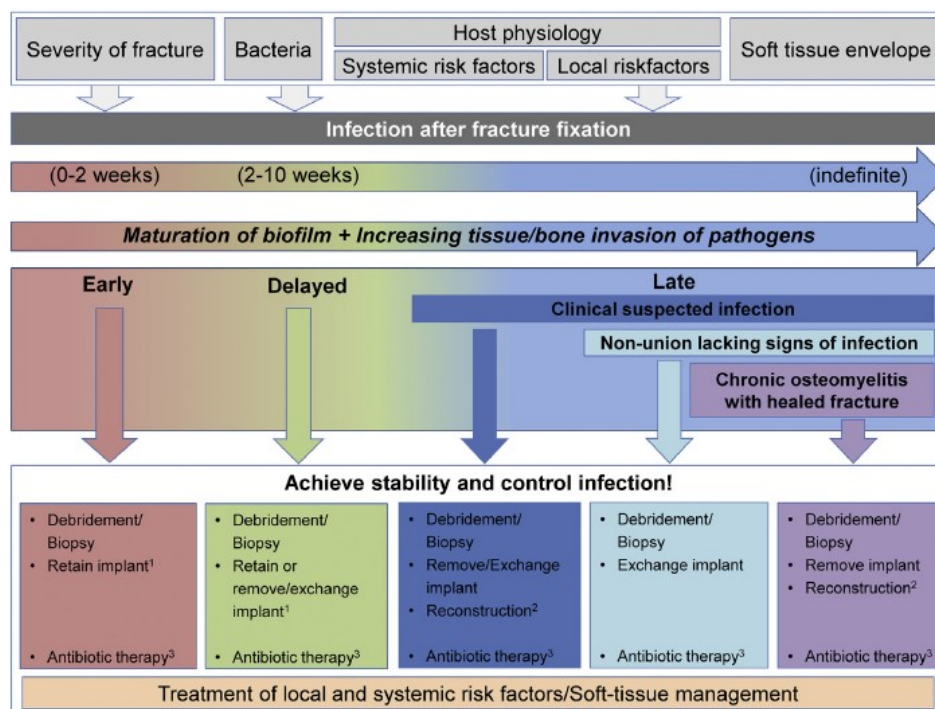 Severity of fracture
Bacteria
Host physiology
Systemic risk factors
Local riskfactors
Soft tissue envelope
Infection after fracture fixation
(0-2 weeks)
(2-10 weeks)
(indefinite)
Maturation of biofilm + Increasing tissue/bone invasion of pathogens
Early
Delayed
Late
Clinical suspected infection
Non-union lacking signs of infection
Chronic osteomyelitis
with healed fracture
Achieve stability and control infection!
• Debridement/
Biopsy
• Retain implant¹
• Antibiotic therapy³
• Debridement/
Biopsy
• Retain or
remove/exchange
implant¹
• Antibiotic therapy³
• Debridement/
Biopsy
• Remove/Exchange
implant
• Reconstruction²
• Antibiotic therapy³
• Debridement/
Biopsy
• Exchange implant
• Antibiotic therapy³
• Debridement/
Biopsy
• Remove implant
• Reconstruction²
• Antibiotic therapy³
Treatment of local and systemic risk factors/Soft-tissue management